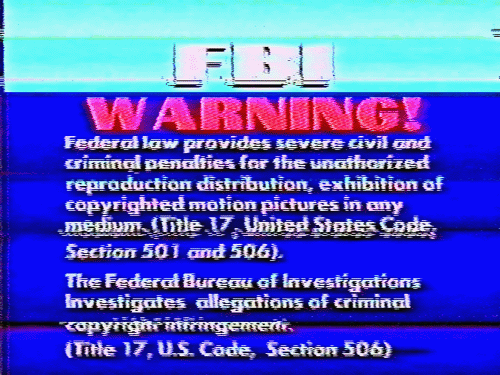 FBI
WARNING!
Federal law provides severe civil and
criminal penalties for the unathorized
reproduction distribution, exhibition of
copyrighted motion pictures in any
medium. (Title 17, United States Code,
Section 501 and 506).
The Federal Bureau of Investigations
Investigates allegations of criminal
copyright infringement.
(Title 17, U.S. Code, Section 506)